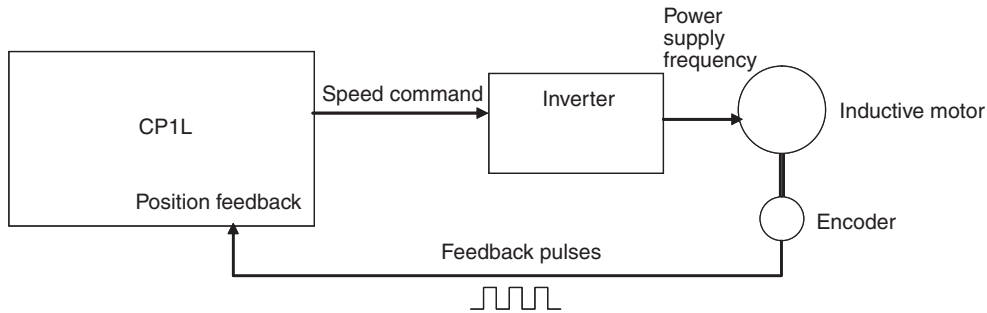 Power
supply
frequency
Speed command
Inverter
CP1L
Inductive motor
Position feedback
Encoder
Feedback pulses